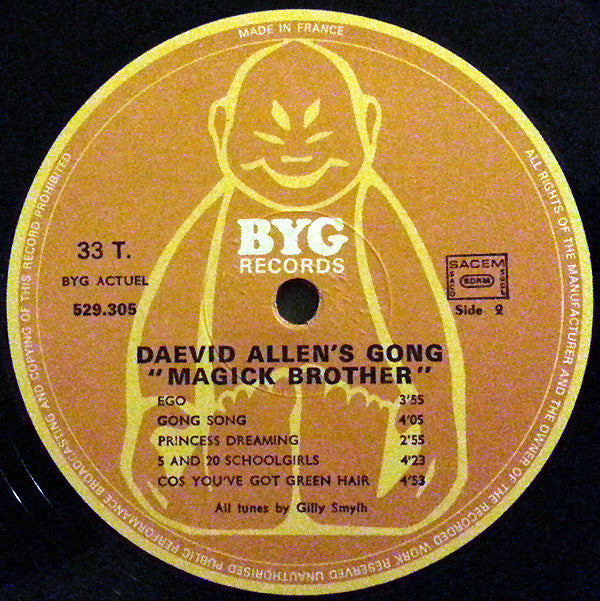 MADE IN FRANCE
ALL RIGHTS OF THE MANUFACTURER AND THE OWNER OF THE RECORDED WORK RESERVED UNAUTHORISED PUBLIC PERFORMANCE BROADCASTING AND COPYING OF THIS RECORD PROHIBITED
BYG
RECORDS
33 T.
BYG ACTUEL
529.305
SACEM
BDRM
Side 2
DAEVID ALLEN'S GONG
"MAGICK BROTHER"
EGO 3'55
GONG SONG 4'05
PRINCESS DREAMING 2'55
5 AND 20 SCHOOLGIRLS 4'23
COS YOU'VE GOT GREEN HAIR 4'53
All tunes by Gilly Smylh